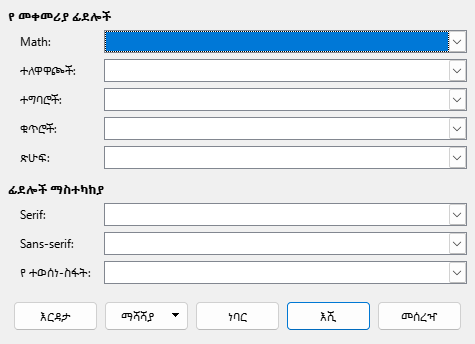 የ መቀመሪያ ፊደሎች
Math:
ተለዋዋጮች:
ተግባሮች:
ቁጥሮች:
ጽሁፍ:
ፊደሎች ማስተካከያ
Serif:
Sans-serif:
የ ተወሰነ-ስፋት:
እርዳታ ማሻሻያ ነባር እሺ መሰረዣ